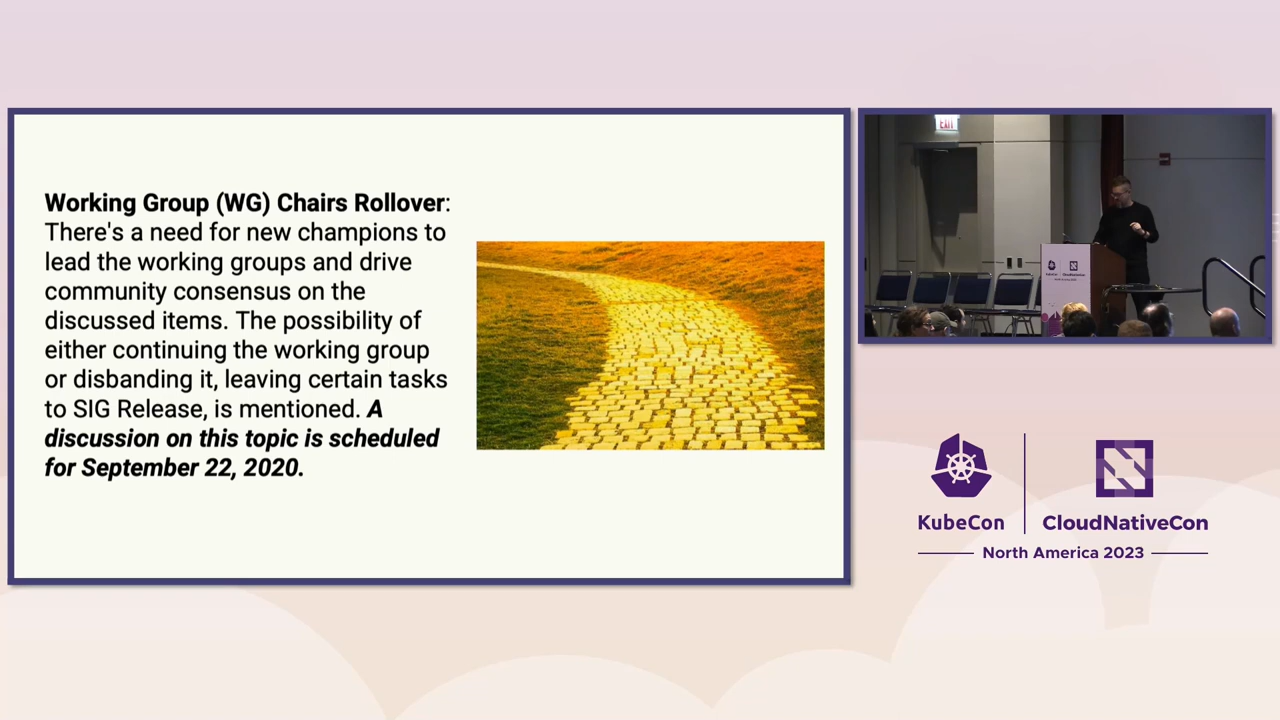 Working Group (WG) Chairs Rollover:
There's a need for new champions to
lead the working groups and drive
community consensus on the
discussed items. The possibility of
either continuing the working group
or disbanding it, leaving certain tasks
to SIG Release, is mentioned. A
discussion on this topic is scheduled
for September 22, 2020.
EXIT
KubeCon
CloudNativeCon
North America 2023